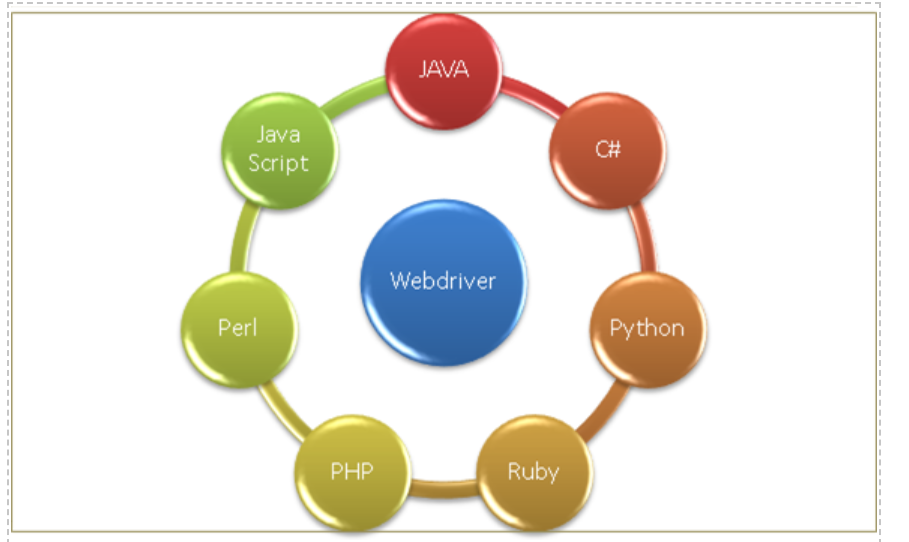 JAVA
C#
Python
Ruby
PHP
Perl
Java
Script
Webdriver